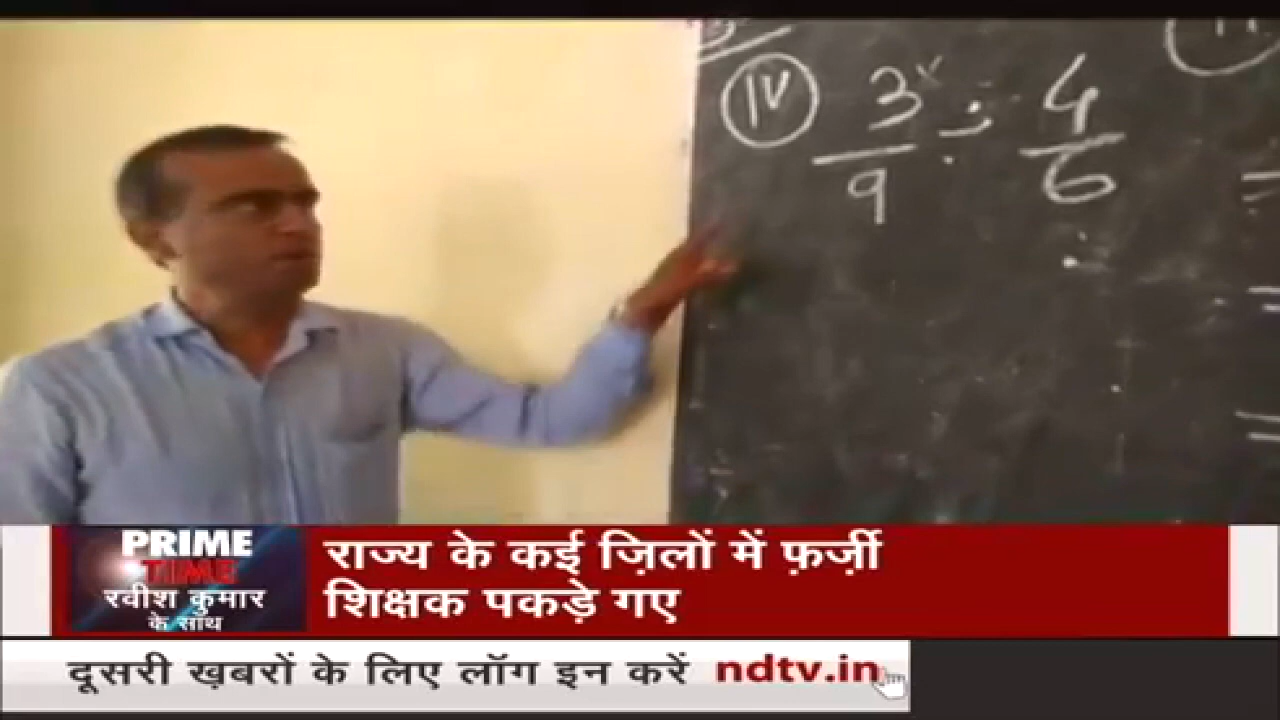 IV 3/9 ÷ 4/6
PRIME
TIME
रवीश कुमार
के साथ
राज्य के कई ज़िलों में फ़र्ज़ी
शिक्षक पकड़े गए
दूसरी ख़बरों के लिए लॉग इन करें ndtv.in